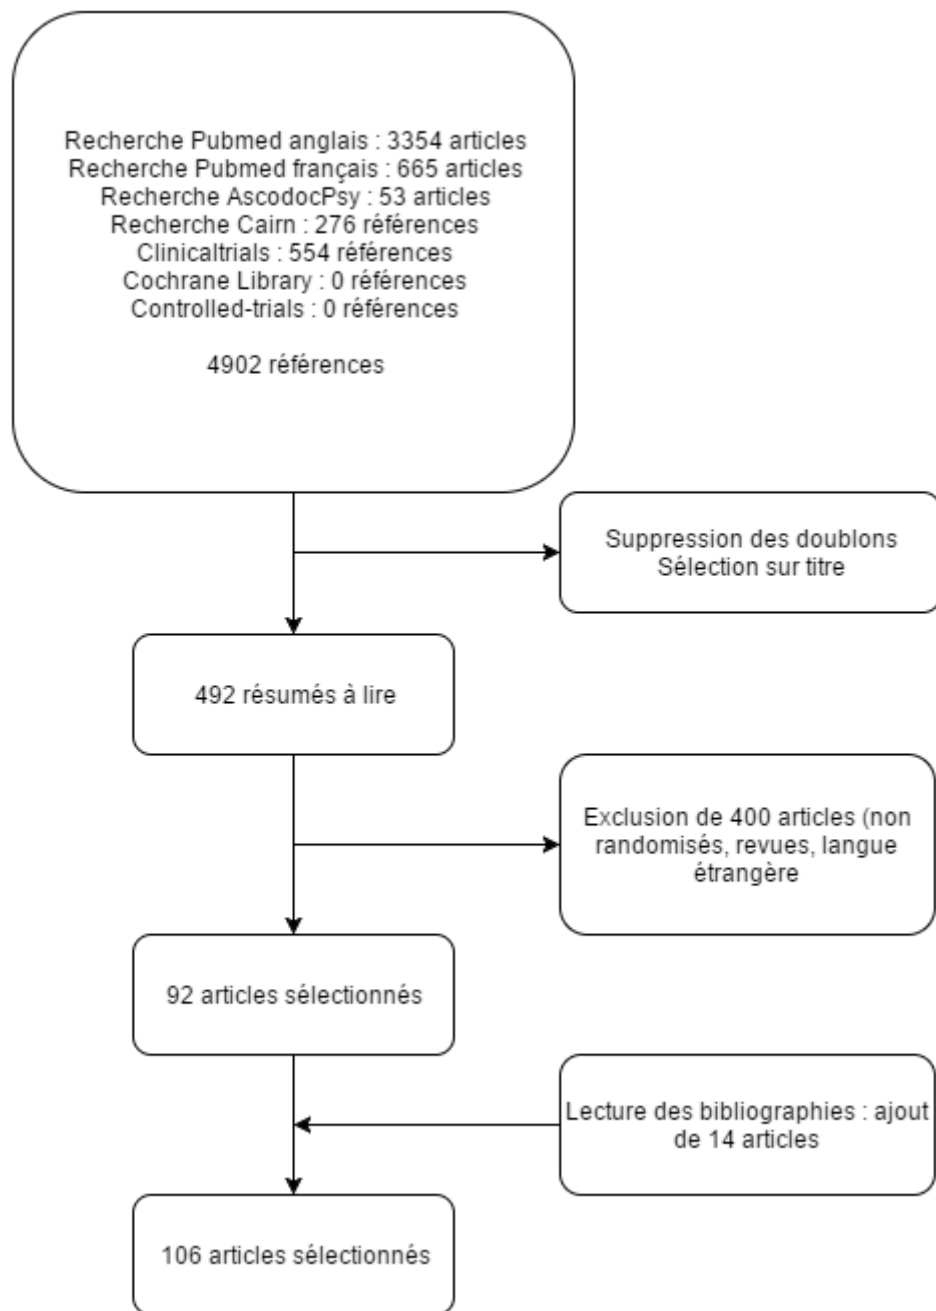 Recherche Pubmed anglais : 3354 articles
Recherche Pubmed français : 665 articles
Recherche AscodocPsy : 53 articles
Recherche Cairn : 276 références
Clinicaltrials : 554 références
Cochrane Library : 0 références
Controlled-trials : 0 références
4902 références
Suppression des doublons
Sélection sur titre
492 résumés à lire
Exclusion de 400 articles (non
randomisés, revues, langue
étrangère
92 articles sélectionnés
Lecture des bibliographies : ajout
de 14 articles
106 articles sélectionnés